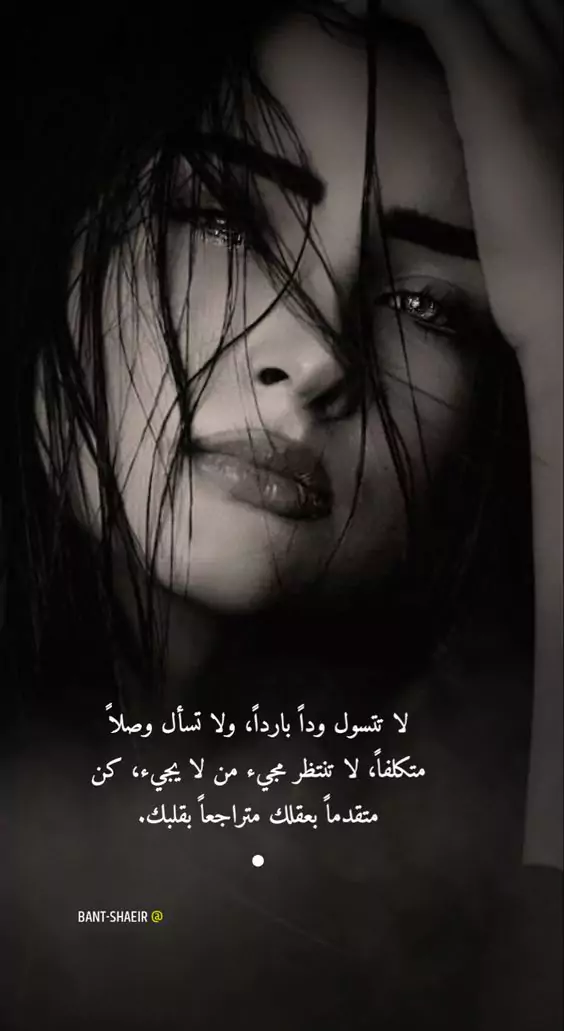 لا تتسول وداً بارداً، ولا تسأل وصلاً
متكلفاً، لا تنتظر مجيء من لا يجيء، كن
متقدماً بعقلك متراجعاً بقلبك.
BANT-SHAEIR @